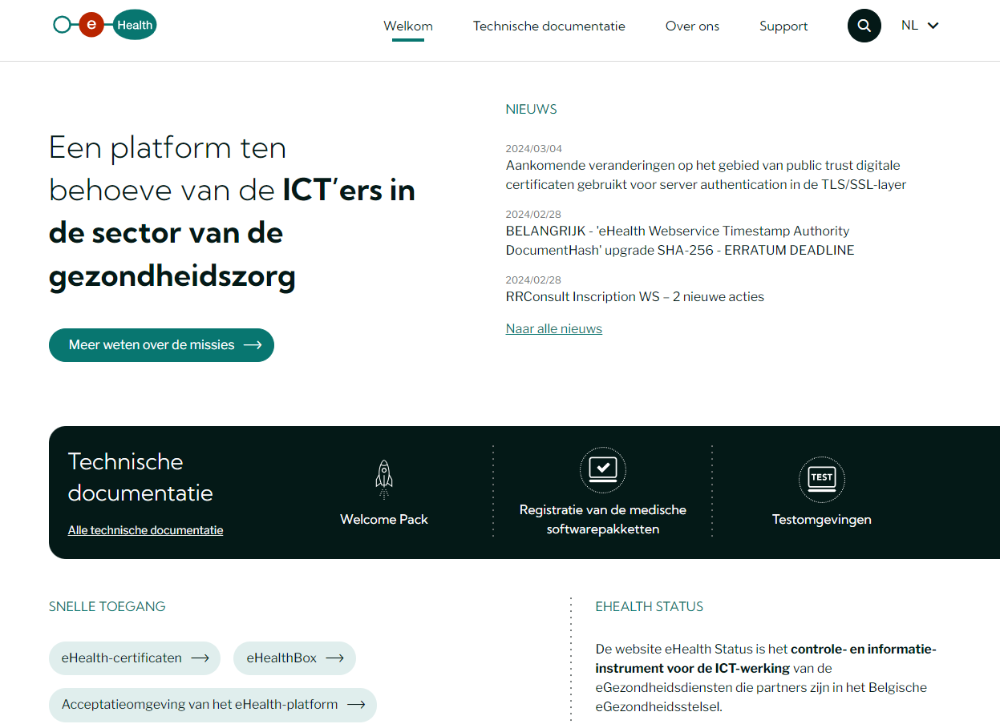 e Health
Welkom
Technische documentatie
Over ons
Support
NL
Een platform ten
behoeve van de ICT’ers in
de sector van de
gezondheidszorg
Meer weten over de missies
NIEUWS
2024/03/04
Aankomende veranderingen op het gebied van public trust digitale
certificaten gebruikt voor server authentication in de TLS/SSL-layer
2024/02/28
BELANGRIJK - 'eHealth Webservice Timestamp Authority
DocumentHash' upgrade SHA-256 - ERRATUM DEADLINE
2024/02/28
RRConsult Inscription WS – 2 nieuwe acties
Naar alle nieuws
Technische
documentatie
Alle technische documentatie
Welcome Pack
Registratie van de medische
softwarepakketten
TEST
Testomgevingen
SNELLE TOEGANG
eHealth-certificaten
eHealthBox
Acceptatieomgeving van het eHealth-platform
EHEALTH STATUS
De website eHealth Status is het controle- en informatie-
instrument voor de ICT-werking van de
eGezondheidsdiensten die partners zijn in het Belgische
eGezondheidsstelsel.